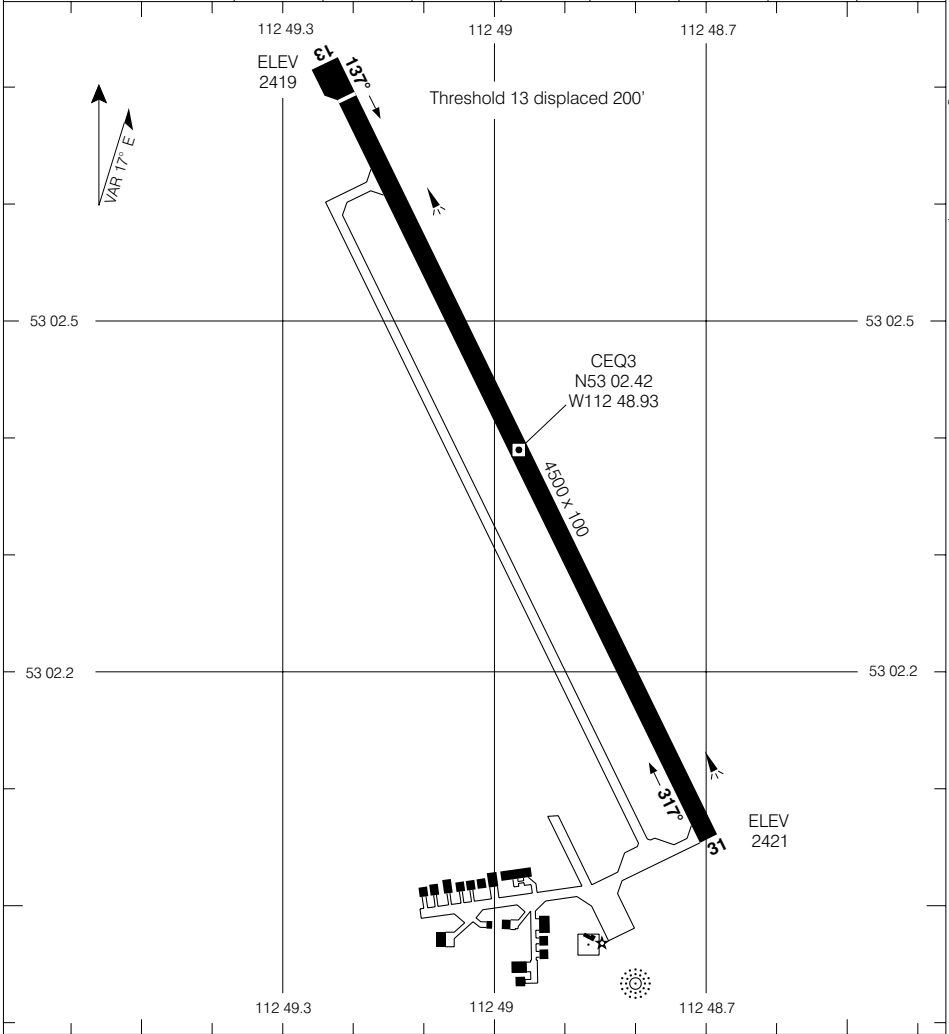 112 49.3
112 49
112 48.7
ELEV
2419
13
137°
Threshold 13 displaced 200'
VAR 17° E
53 02.5
53 02.5
CEQ3
N53 02.42
W112 48.93
4500 x 100
53 02.2
53 02.2
317°
31
ELEV
2421
112 49.3
112 49
112 48.7